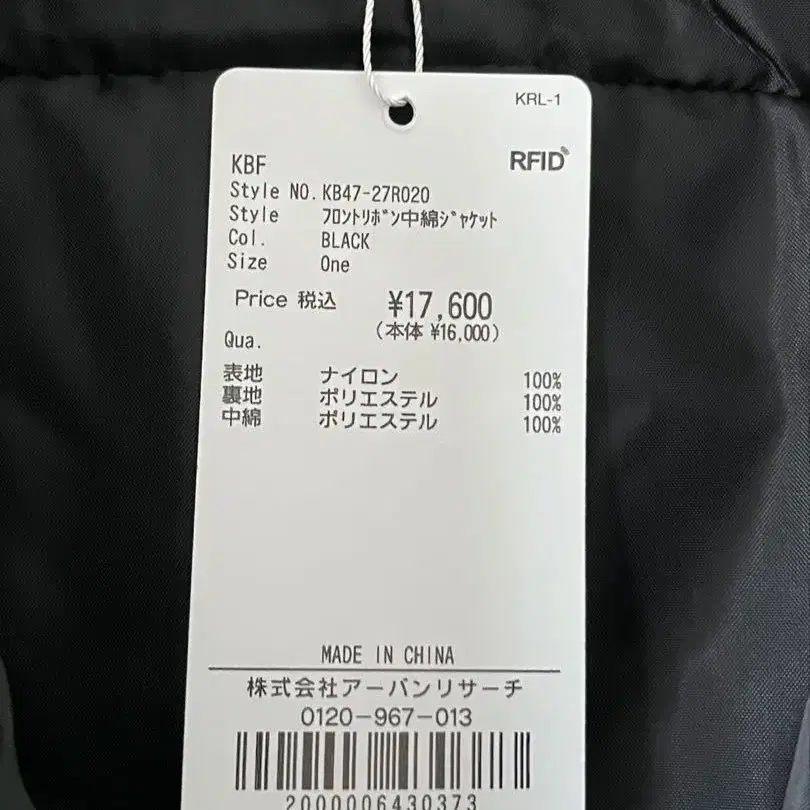 KRL-1
RFID
KBF
Style NO. KB47-27R020
Style ﾌﾛﾝﾄﾘﾎﾞﾝ中綿ｼﾞｬｹｯﾄ
Col. BLACK
Size One
Price 税込 ¥17,600
(本体 ¥16,000)
Qua.
表地 ナイロン 100%
裏地 ポリエステル 100%
中綿 ポリエステル 100%
MADE IN CHINA
株式会社アーバンリサーチ
0120-967-013
2000006430373